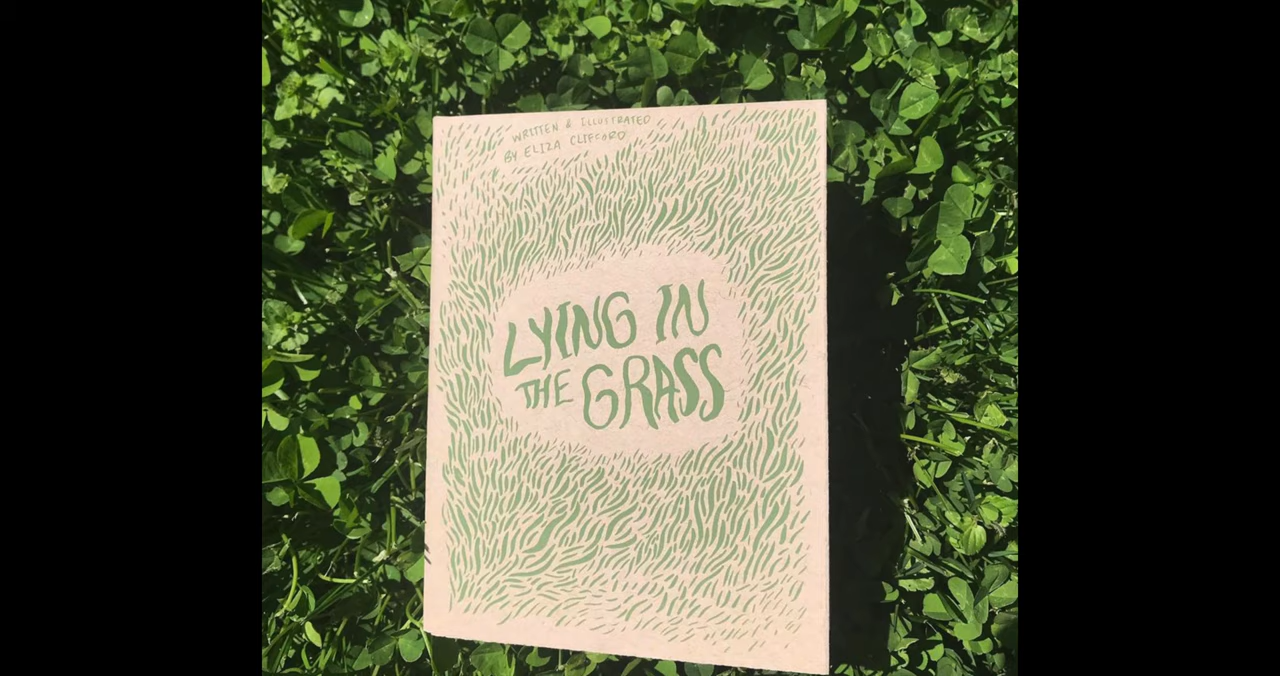 WRITTEN & ILLUSTRATED
BY ELIZA CLIFFORD
LYING IN
THE GRASS